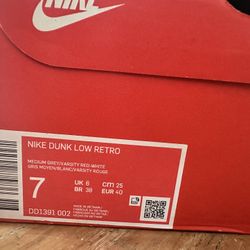 NIKE
NIKE DUNK LOW RETRO
MEDIUM GREY/VARSITY RED-WHITE
GRIS MOYEN/BLANC/VARSITY ROUGE
7
UK 6 cm 25
BR 38 EUR 40
DD1391 002